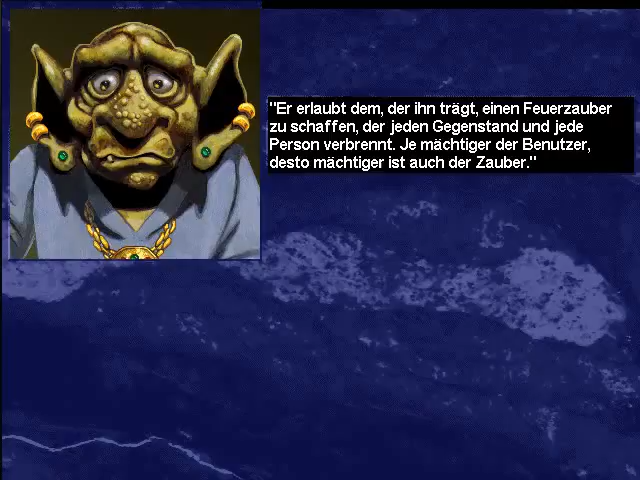 "Er erlaubt dem, der ihn trägt, einen Feuerzauber
zu schaffen, der jeden Gegenstand und jede
Person verbrennt. Je mächtiger der Benutzer,
desto mächtiger ist auch der Zauber."